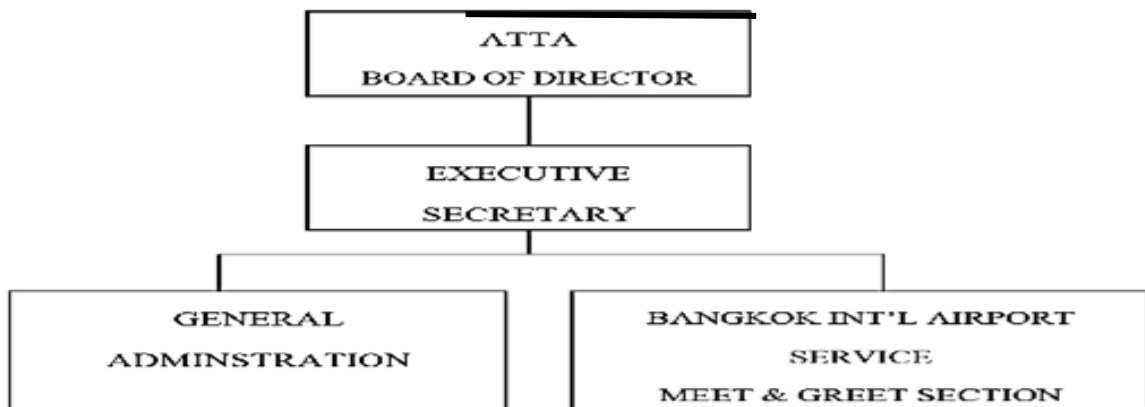 ATTA
BOARD OF DIRECTOR
EXECUTIVE
SECRETARY
GENERAL
ADMINSTRATION
BANGKOK INT'L AIRPORT
SERVICE
MEET & GREET SECTION